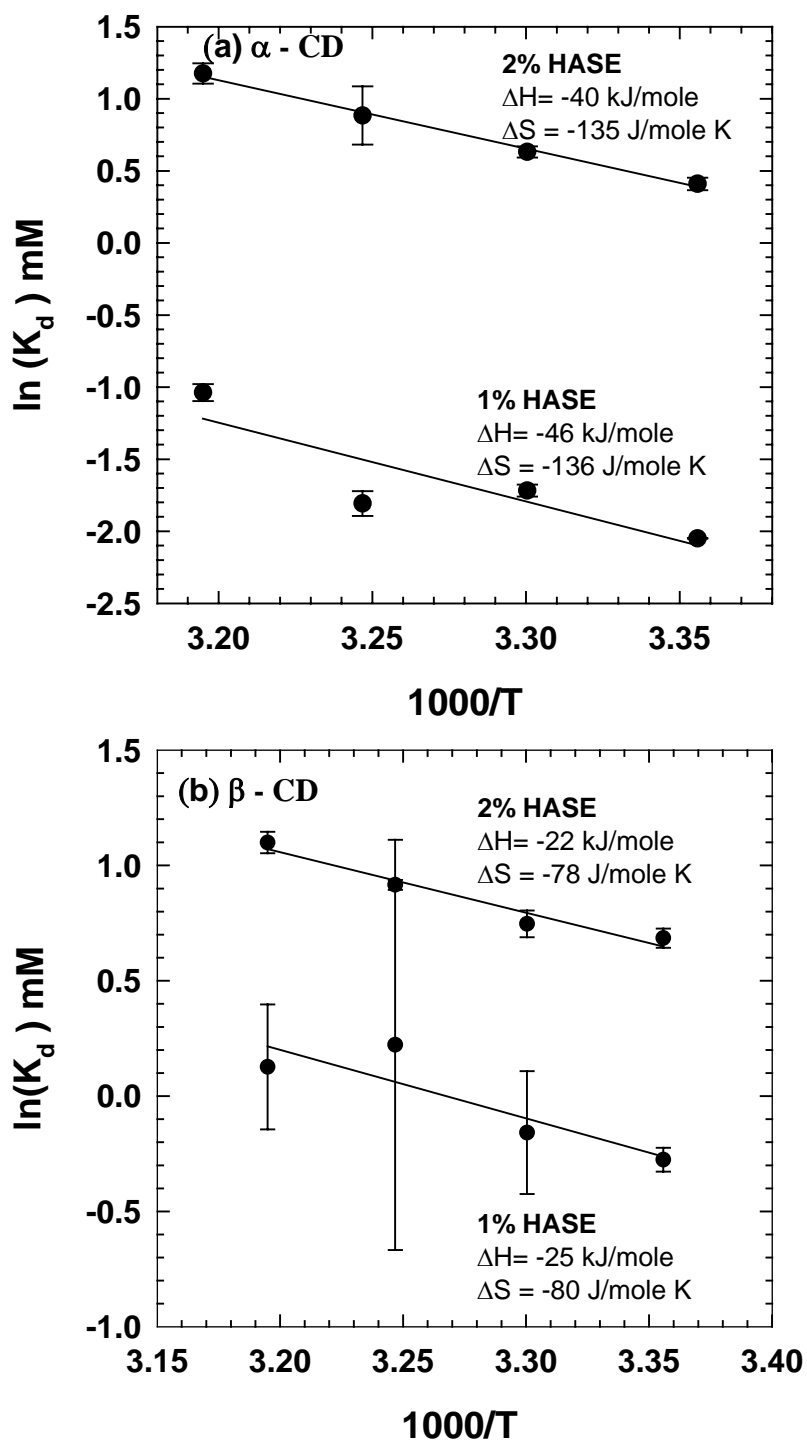 (a) α - CD
2% HASE
ΔH= -40 kJ/mole
ΔS = -135 J/mole K
1% HASE
ΔH= -46 kJ/mole
ΔS = -136 J/mole K
ln (K_d ) mM
1.5
1.0
0.5
0.0
-0.5
-1.0
-1.5
-2.0
-2.5
3.20 3.25 3.30 3.35
1000/T
(b) β - CD
2% HASE
ΔH= -22 kJ/mole
ΔS = -78 J/mole K
1% HASE
ΔH= -25 kJ/mole
ΔS = -80 J/mole K
ln(K_d ) mM
1.5
1.0
0.5
0.0
-0.5
-1.0
3.15 3.20 3.25 3.30 3.35 3.40
1000/T